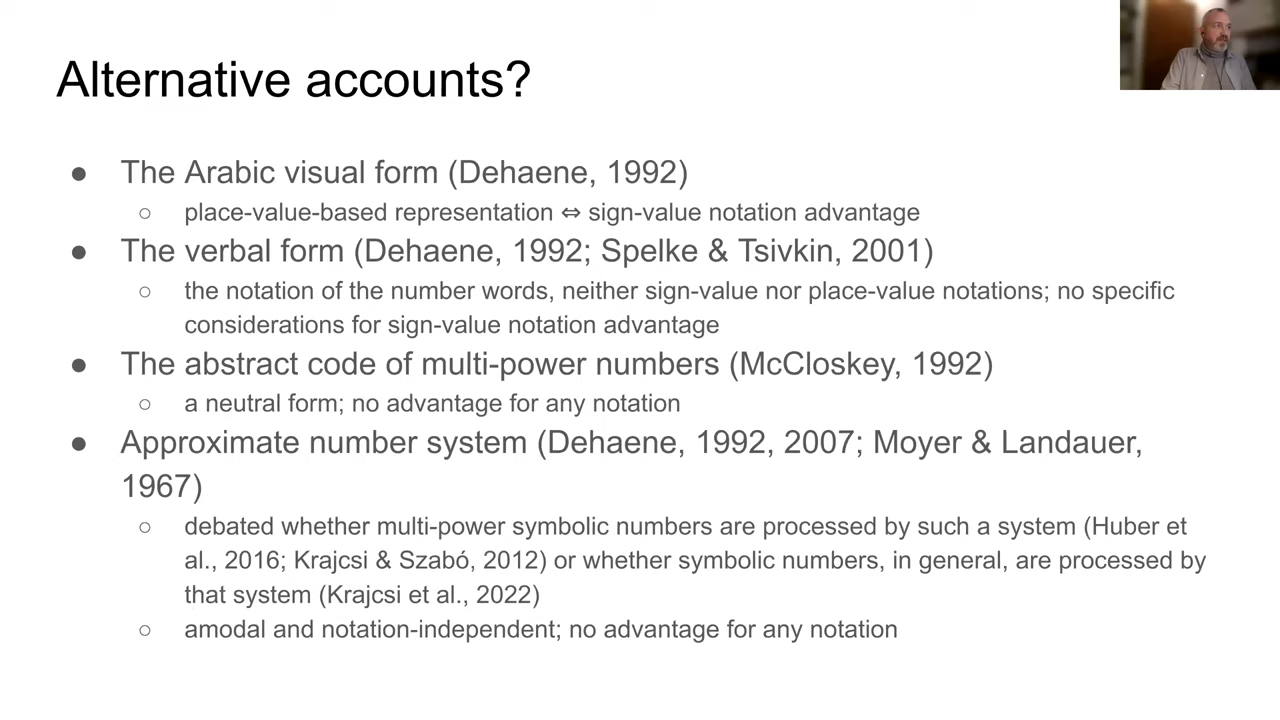 Alternative accounts?
● The Arabic visual form (Dehaene, 1992)
○ place-value-based representation ⇔ sign-value notation advantage
● The verbal form (Dehaene, 1992; Spelke & Tsivkin, 2001)
○ the notation of the number words, neither sign-value nor place-value notations; no specific
considerations for sign-value notation advantage
● The abstract code of multi-power numbers (McCloskey, 1992)
○ a neutral form; no advantage for any notation
● Approximate number system (Dehaene, 1992, 2007; Moyer & Landauer,
1967)
○ debated whether multi-power symbolic numbers are processed by such a system (Huber et
al., 2016; Krajcsi & Szabó, 2012) or whether symbolic numbers, in general, are processed by
that system (Krajcsi et al., 2022)
○ amodal and notation-independent; no advantage for any notation